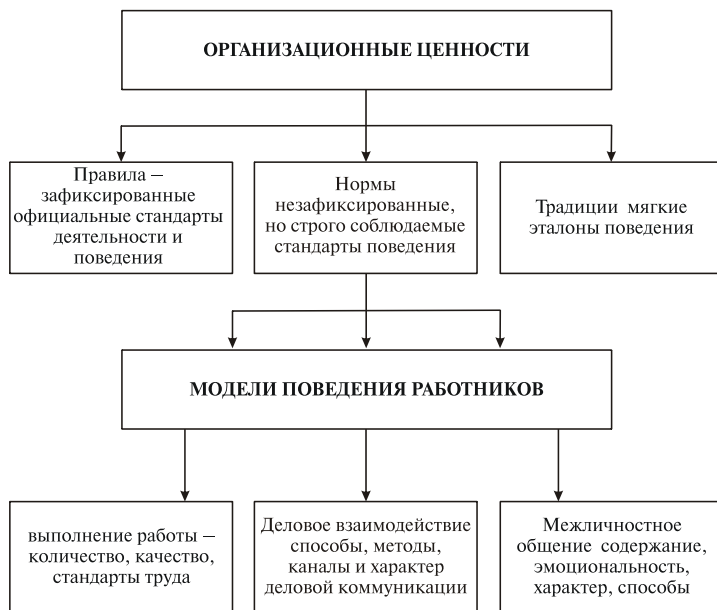 ОРГАНИЗАЦИОННЫЕ ЦЕННОСТИ
Правила –
зафиксированные
официальные стандарты
деятельности и
поведения
Нормы
незафиксированные,
но строго соблюдаемые
стандарты поведения
Традиции мягкие
эталоны поведения
МОДЕЛИ ПОВЕДЕНИЯ РАБОТНИКОВ
выполнение работы –
количество, качество,
стандарты труда
Деловое взаимодействие
способы, методы,
каналы и характер
деловой коммуникации
Межличностное
общение содержание,
эмоциональность,
характер, способы